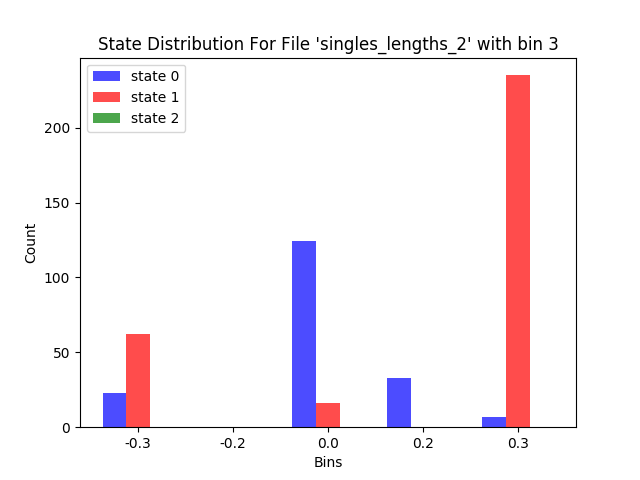 State Distribution For File 'singles_lengths_2' with bin 3
state 0
state 1
state 2
200
150
100
50
0
Count
-0.3 -0.2 0.0 0.2 0.3
Bins